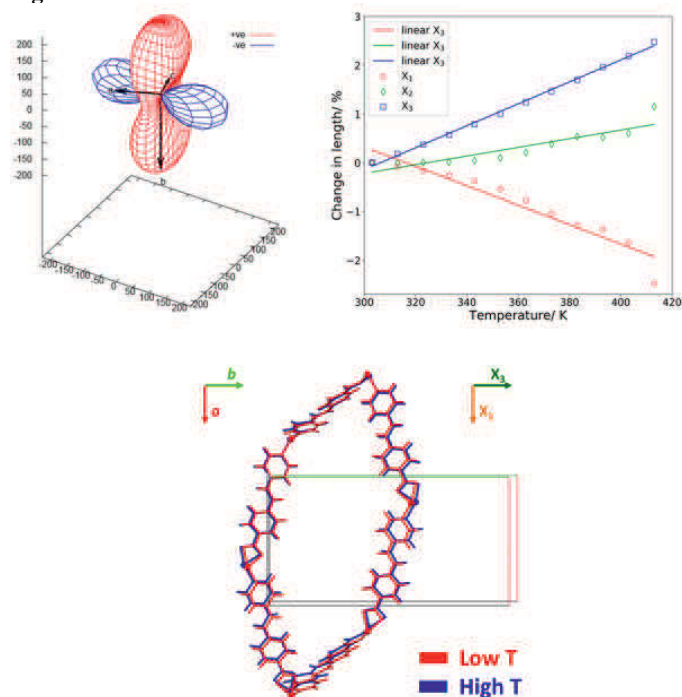 +ve
-ve
200
150
100
50
0
-50
-100
-150
-200
b
-200
-150
-100
-50
0
50
100
150
200
-200
-150
-100
-50
0
50
100
150
200
linear X₃
linear X₃
linear X₃
X₁
X₂
X₃
Change in length/ %
3
2
1
0
−1
−2
300 320 340 360 380 400 420
Temperature/ K
b
a
X₃
Low T
High T